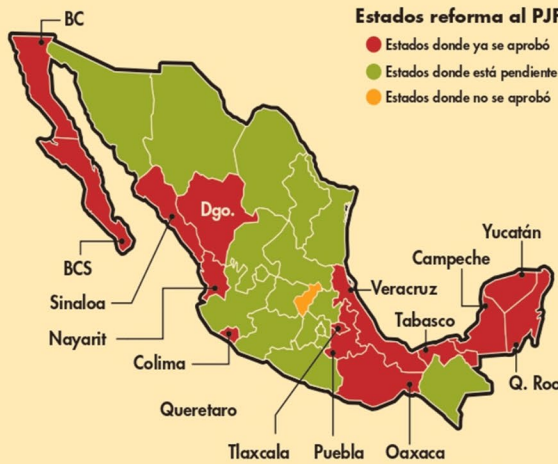 Estados reforma al PJF
Estados donde ya se aprobó
Estados donde está pendiente
Estados donde no se aprobó
BC
Dgo.
BCS
Sinaloa
Nayarit
Colima
Queretaro
Tlaxcala
Puebla
Oaxaca
Veracruz
Tabasco
Campeche
Yucatán
Q. Roo